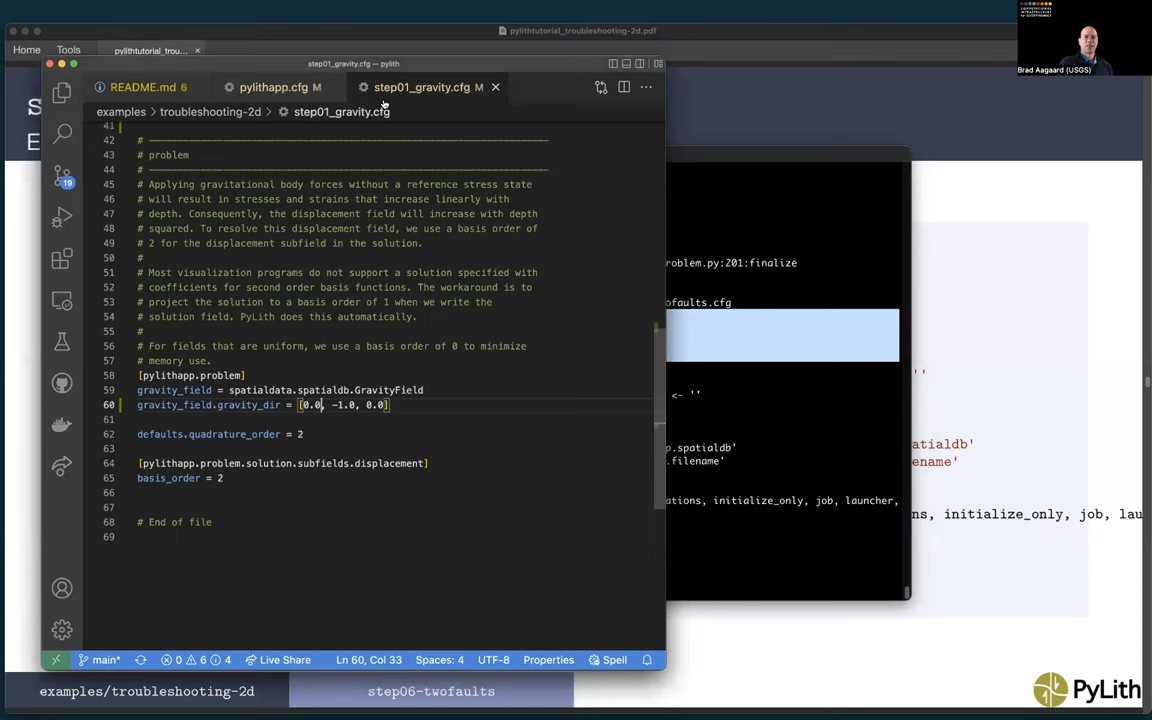 pylithtutorial_troubleshooting-2d.pdf
Home Tools pylithtutorial_trou... ×
COMPUTATIONAL
INFRASTRUCTURE
for GEODYNAMICS
Brad Aagaard (USGS)
step01_gravity.cfg — pylith
README.md 6 pylithapp.cfg M step01_gravity.cfg M ×
examples > troubleshooting-2d > step01_gravity.cfg
41
42 # ----------------------------------------------------------------------
43 # problem
44 # ----------------------------------------------------------------------
45 # Applying gravitational body forces without a reference stress state
46 # will result in stresses and strains that increase linearly with
47 # depth. Consequently, the displacement field will increase with depth
48 # squared. To resolve this displacement field, we use a basis order of
49 # 2 for the displacement subfield in the solution.
50 #
51 # Most visualization programs do not support a solution specified with
52 # coefficients for second order basis functions. The workaround is to
53 # project the solution to a basis order of 1 when we write the
54 # solution field. PyLith does this automatically.
55 #
56 # For fields that are uniform, we use a basis order of 0 to minimize
57 # memory use.
58 [pylithapp.problem]
59 gravity_field = spatialdata.spatialdb.GravityField
60 gravity_field.gravity_dir = [0.0, -1.0, 0.0]
61
62 defaults.quadrature_order = 2
63
64 [pylithapp.problem.solution.subfields.displacement]
65 basis_order = 2
66
67
68 # End of file
69
19
main* 0 6 4 Live Share Ln 60, Col 33 Spaces: 4 UTF-8 Properties Spell
roblem.py:201:finalize
ofaults.cfg
<- ''
p.spatialdb'
.filename'
ations, initialize_only, job, launcher,
''
atialdb'
ename'
ns, initialize_only, job, lau
examples/troubleshooting-2d step06-twofaults
PyLith